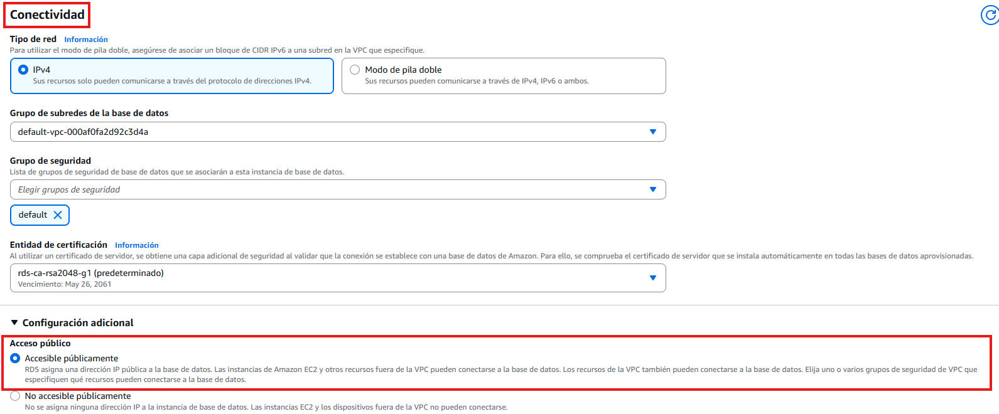 Conectividad
Tipo de red Información
Para utilizar el modo de pila doble, asegúrese de asociar un bloque de CIDR IPv6 a una subred en la VPC que especifique.
IPv4
Sus recursos solo pueden comunicarse a través del protocolo de direcciones IPv4.
Modo de pila doble
Sus recursos pueden comunicarse a través de IPv4, IPv6 o ambos.
Grupo de subredes de la base de datos
default-vpc-000af0fa2d92c3d4a
Grupo de seguridad
Lista de grupos de seguridad de base de datos que se asociarán a esta instancia de base de datos.
Elegir grupos de seguridad
default
Entidad de certificación Información
Al utilizar un certificado de servidor, se obtiene una capa adicional de seguridad al validar que la conexión se establece con una base de datos de Amazon. Para ello, se comprueba el certificado de servidor que se instala automáticamente en todas las bases de datos aprovisionadas.
rds-ca-rsa2048-g1 (predeterminado)
Vencimiento: May 26, 2061
Configuración adicional
Acceso público
Accesible públicamente
RDS asigna una dirección IP pública a la base de datos. Las instancias de Amazon EC2 y otros recursos fuera de la VPC pueden conectarse a la base de datos. Los recursos de la VPC también pueden conectarse a la base de datos. Elija uno o varios grupos de seguridad de VPC que
especifiquen qué recursos pueden conectarse a la base de datos.
No accesible públicamente
No se asigna ninguna dirección IP a la instancia de base de datos. Las instancias EC2 y los dispositivos fuera de la VPC no pueden conectarse.